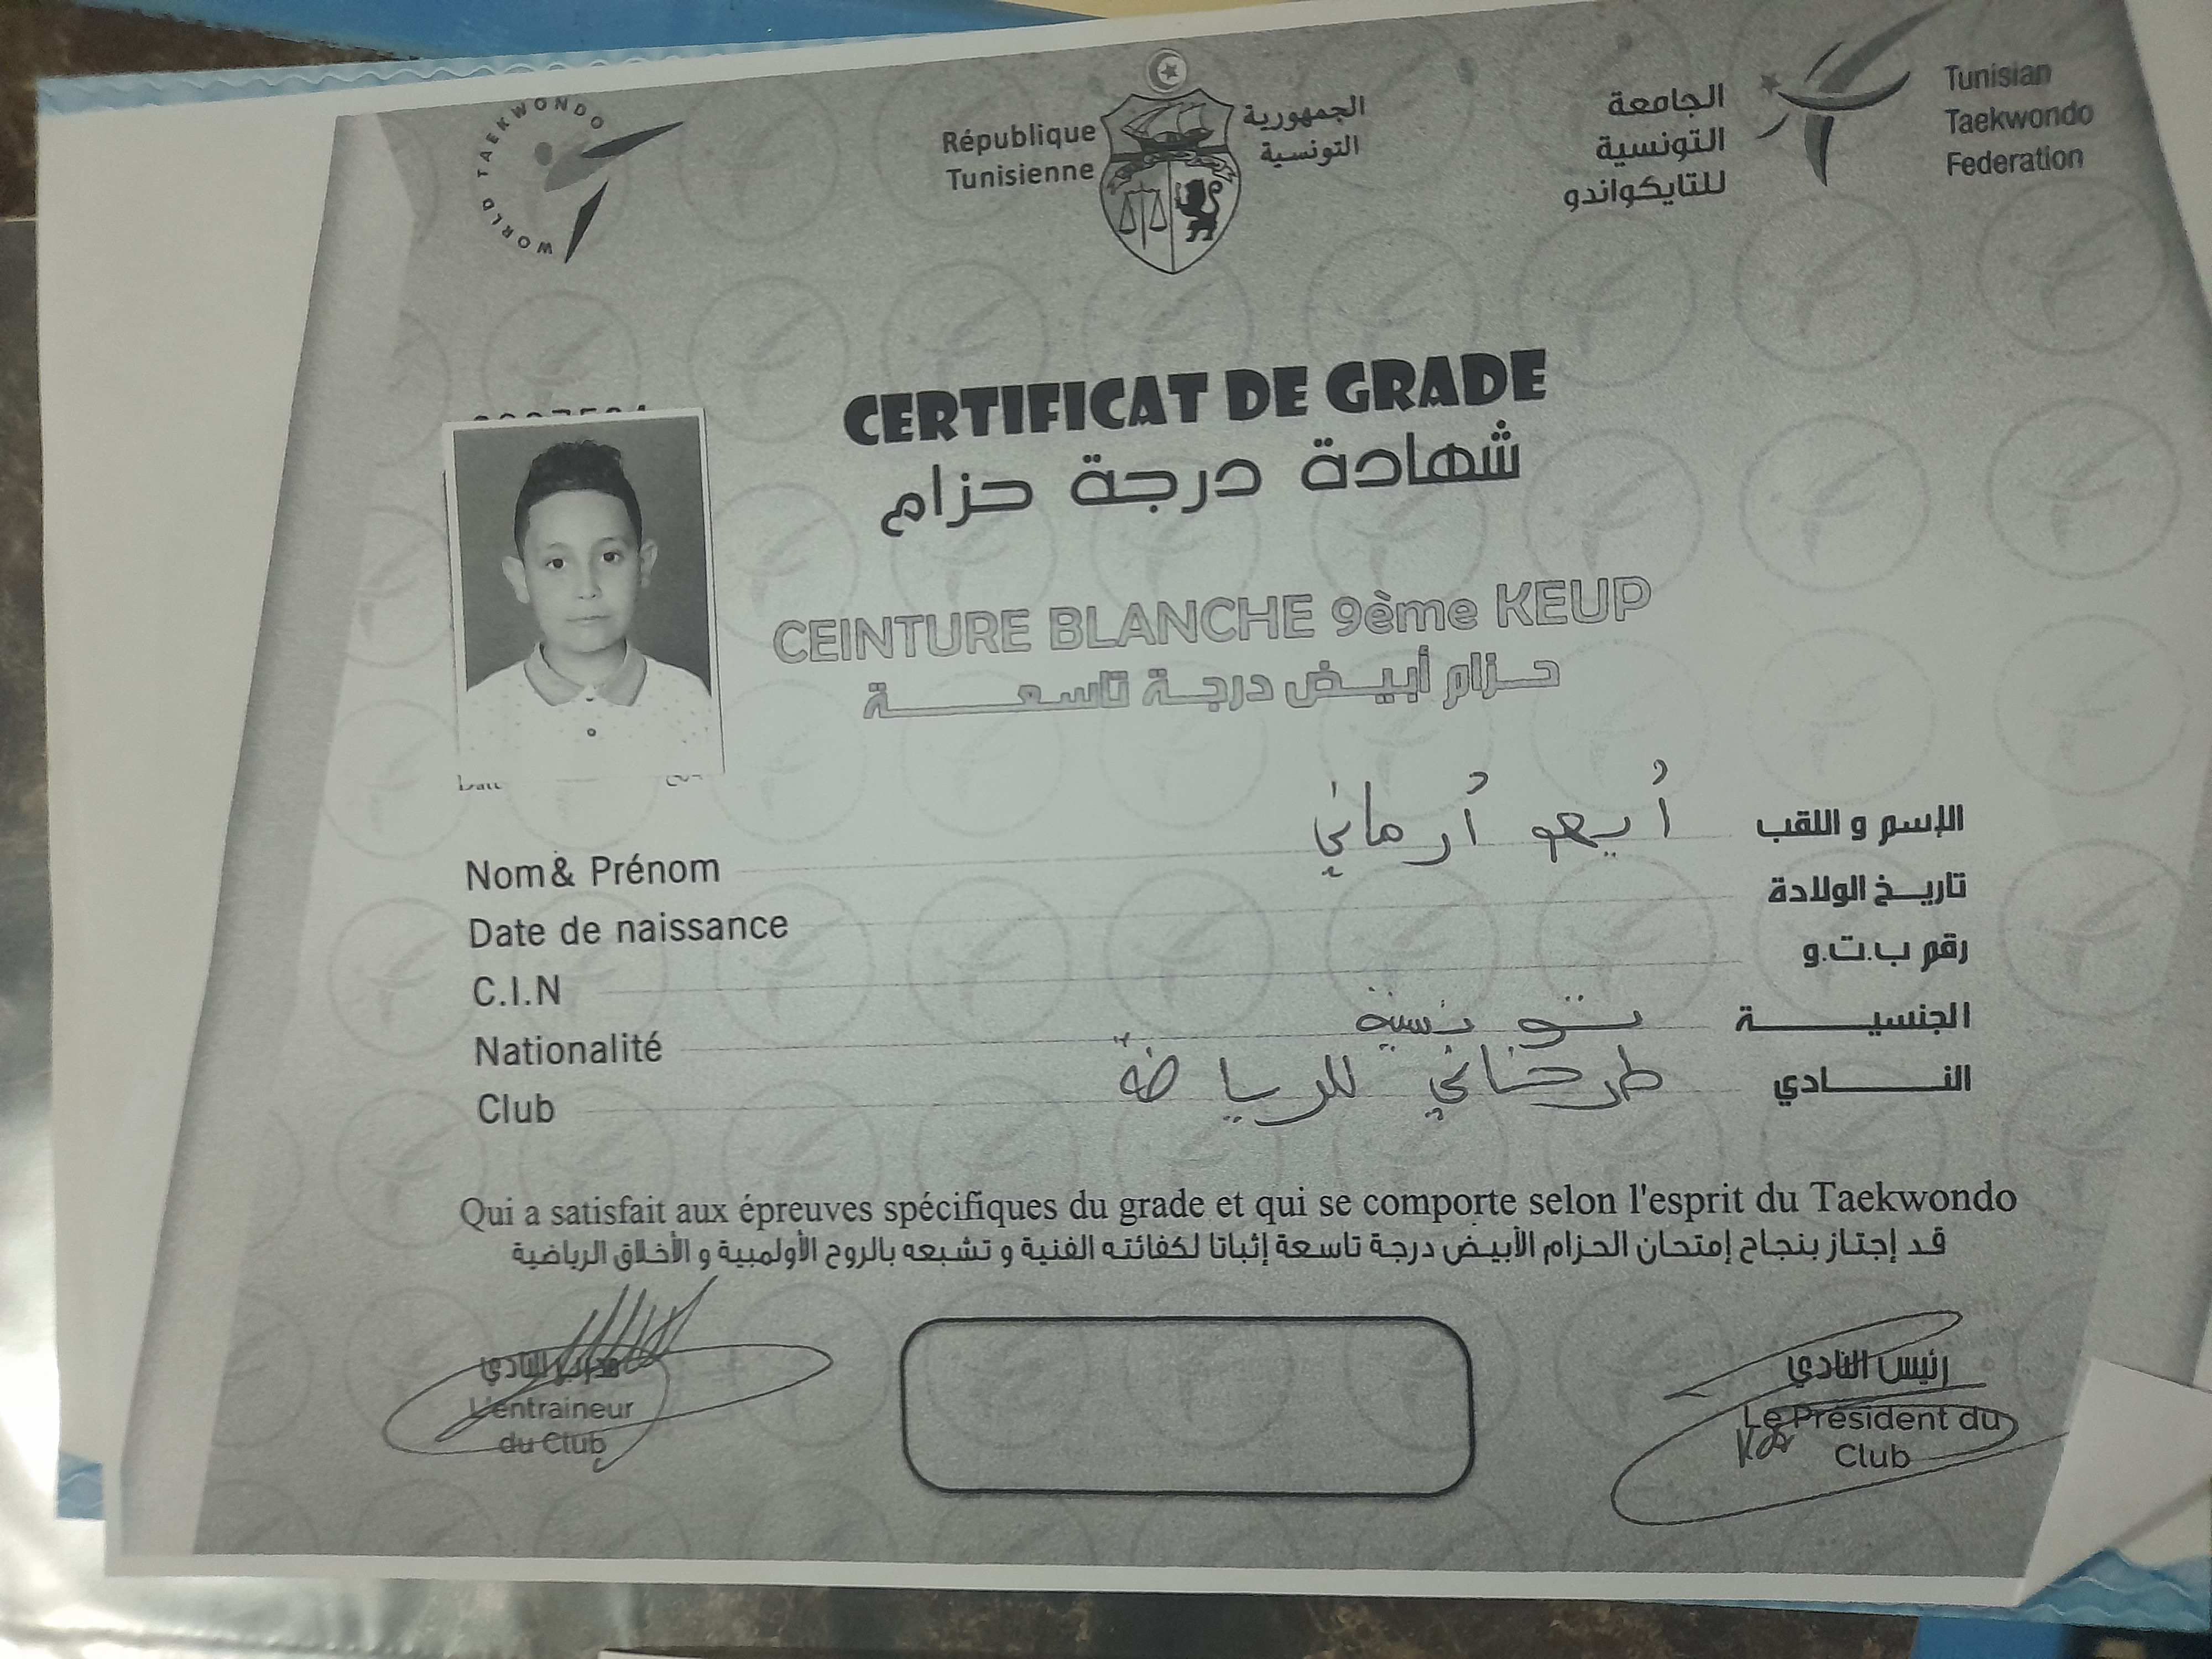 WORLD TAEKWONDO
République
Tunisienne
الجمهورية
التونسية
الجامعة
التونسية
للتايكواندو
Tunisian
Taekwondo
Federation
CERTIFICAT DE GRADE
شهادة درجة حزام
CEINTURE BLANCHE 9ème KEUP
حزام أبيض درجة تاسعة
الإسم و اللقب أرماني
Nom& Prénom
تاريخ الولادة
Date de naissance
رقم ب.ت.و
C.I.N
الجنسية تونسية
Nationalité
النادي طرخاني للرياضة
Club
Qui a satisfait aux épreuves spécifiques du grade et qui se comporte selon l'esprit du Taekwondo
قد إجتاز بنجاح إمتحان الحزام الأبيض درجة تاسعة إثباتا لكفائته الفنية و تشبعه بالروح الأولمبية و الأخلاق الرياضية
مدرب النادي
L'entraineur
du Club
رئيس النادي
Le Président du
Club